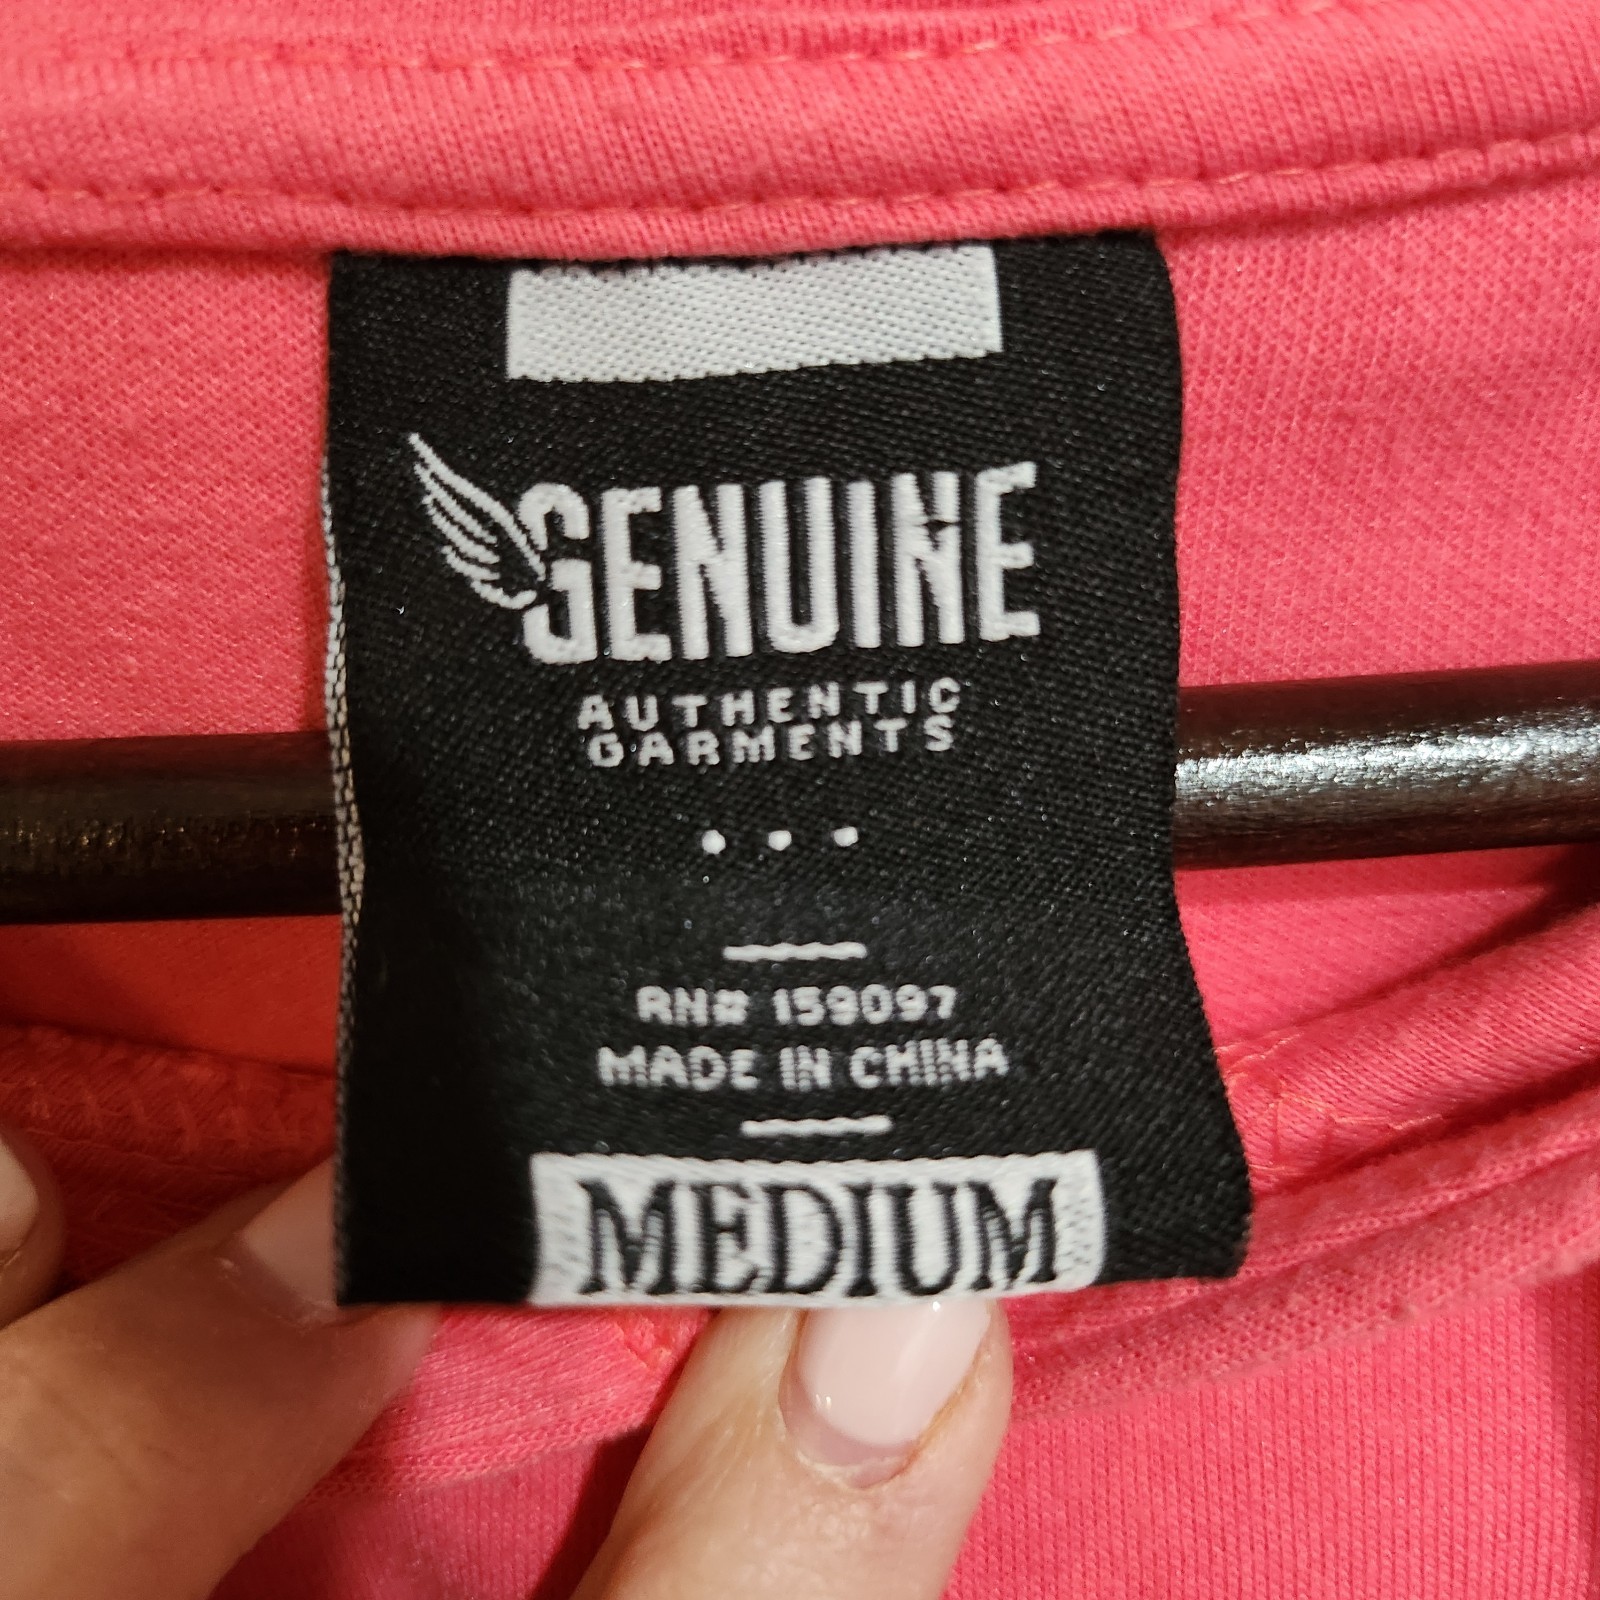 GENUINE
AUTHENTIC
GARMENTS
RN# 159097
MADE IN CHINA
MEDIUM